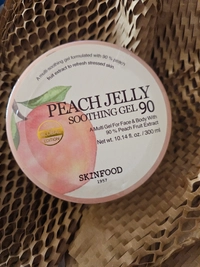 A multi soothing gel formulated with 90 % peach
fruit extract to refresh stressed skin.
PEACH JELLY
SOOTHING GEL 90
A Multi Gel For Face & Body With
90 % Peach Fruit Extract
Net wt. 10.14 fl. oz. / 300 ml
SKINFOOD
1957